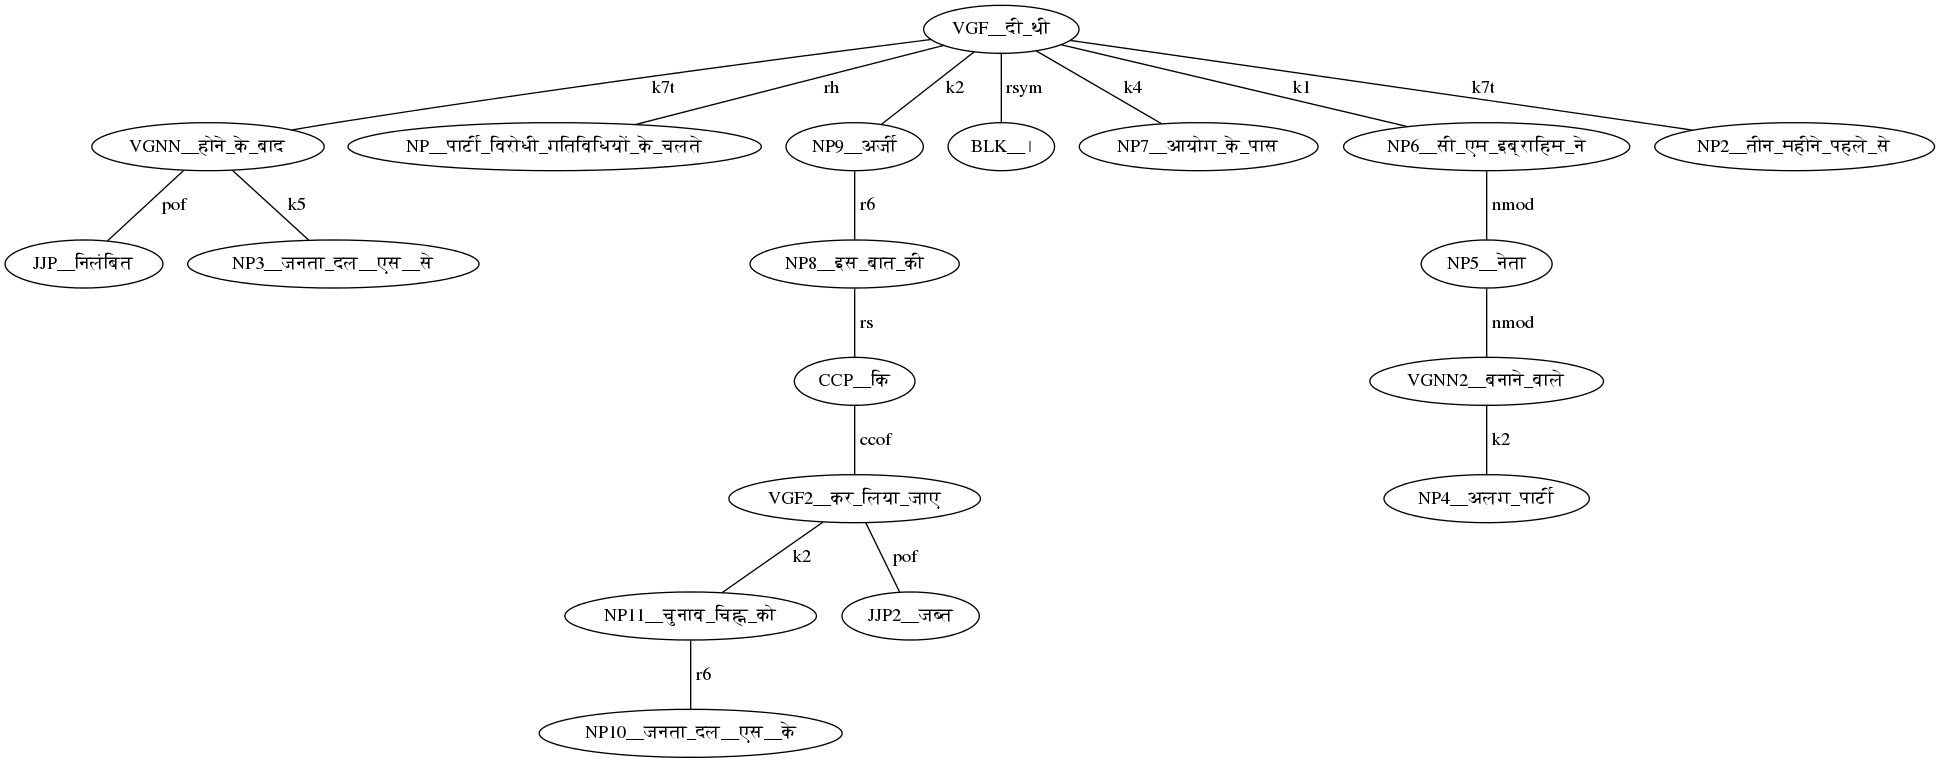 VGF__दी_थी
k7t rh k2 rsym k4 k1 k7t
VGNN__होने_के_बाद NP__पार्टी_विरोधी_गतिविधियों_के_चलते NP9__अर्जी BLK__। NP7__आयोग_के_पास NP6__सी_एम_इब्राहिम_ने NP2__तीन_महीने_पहले_से
pof k5 r6 nmod
JJP__निलंबित NP3__जनता_दल__एस__से NP8__इस_बात_की NP5__नेता
rs nmod
CCP__कि VGNN2__बनाने_वाले
ccof k2
VGF2__कर_लिया_जाए NP4__अलग_पार्टी
k2 pof
NP11__चुनाव_चिह्न_को JJP2__जब्त
r6
NP10__जनता_दल__एस__के